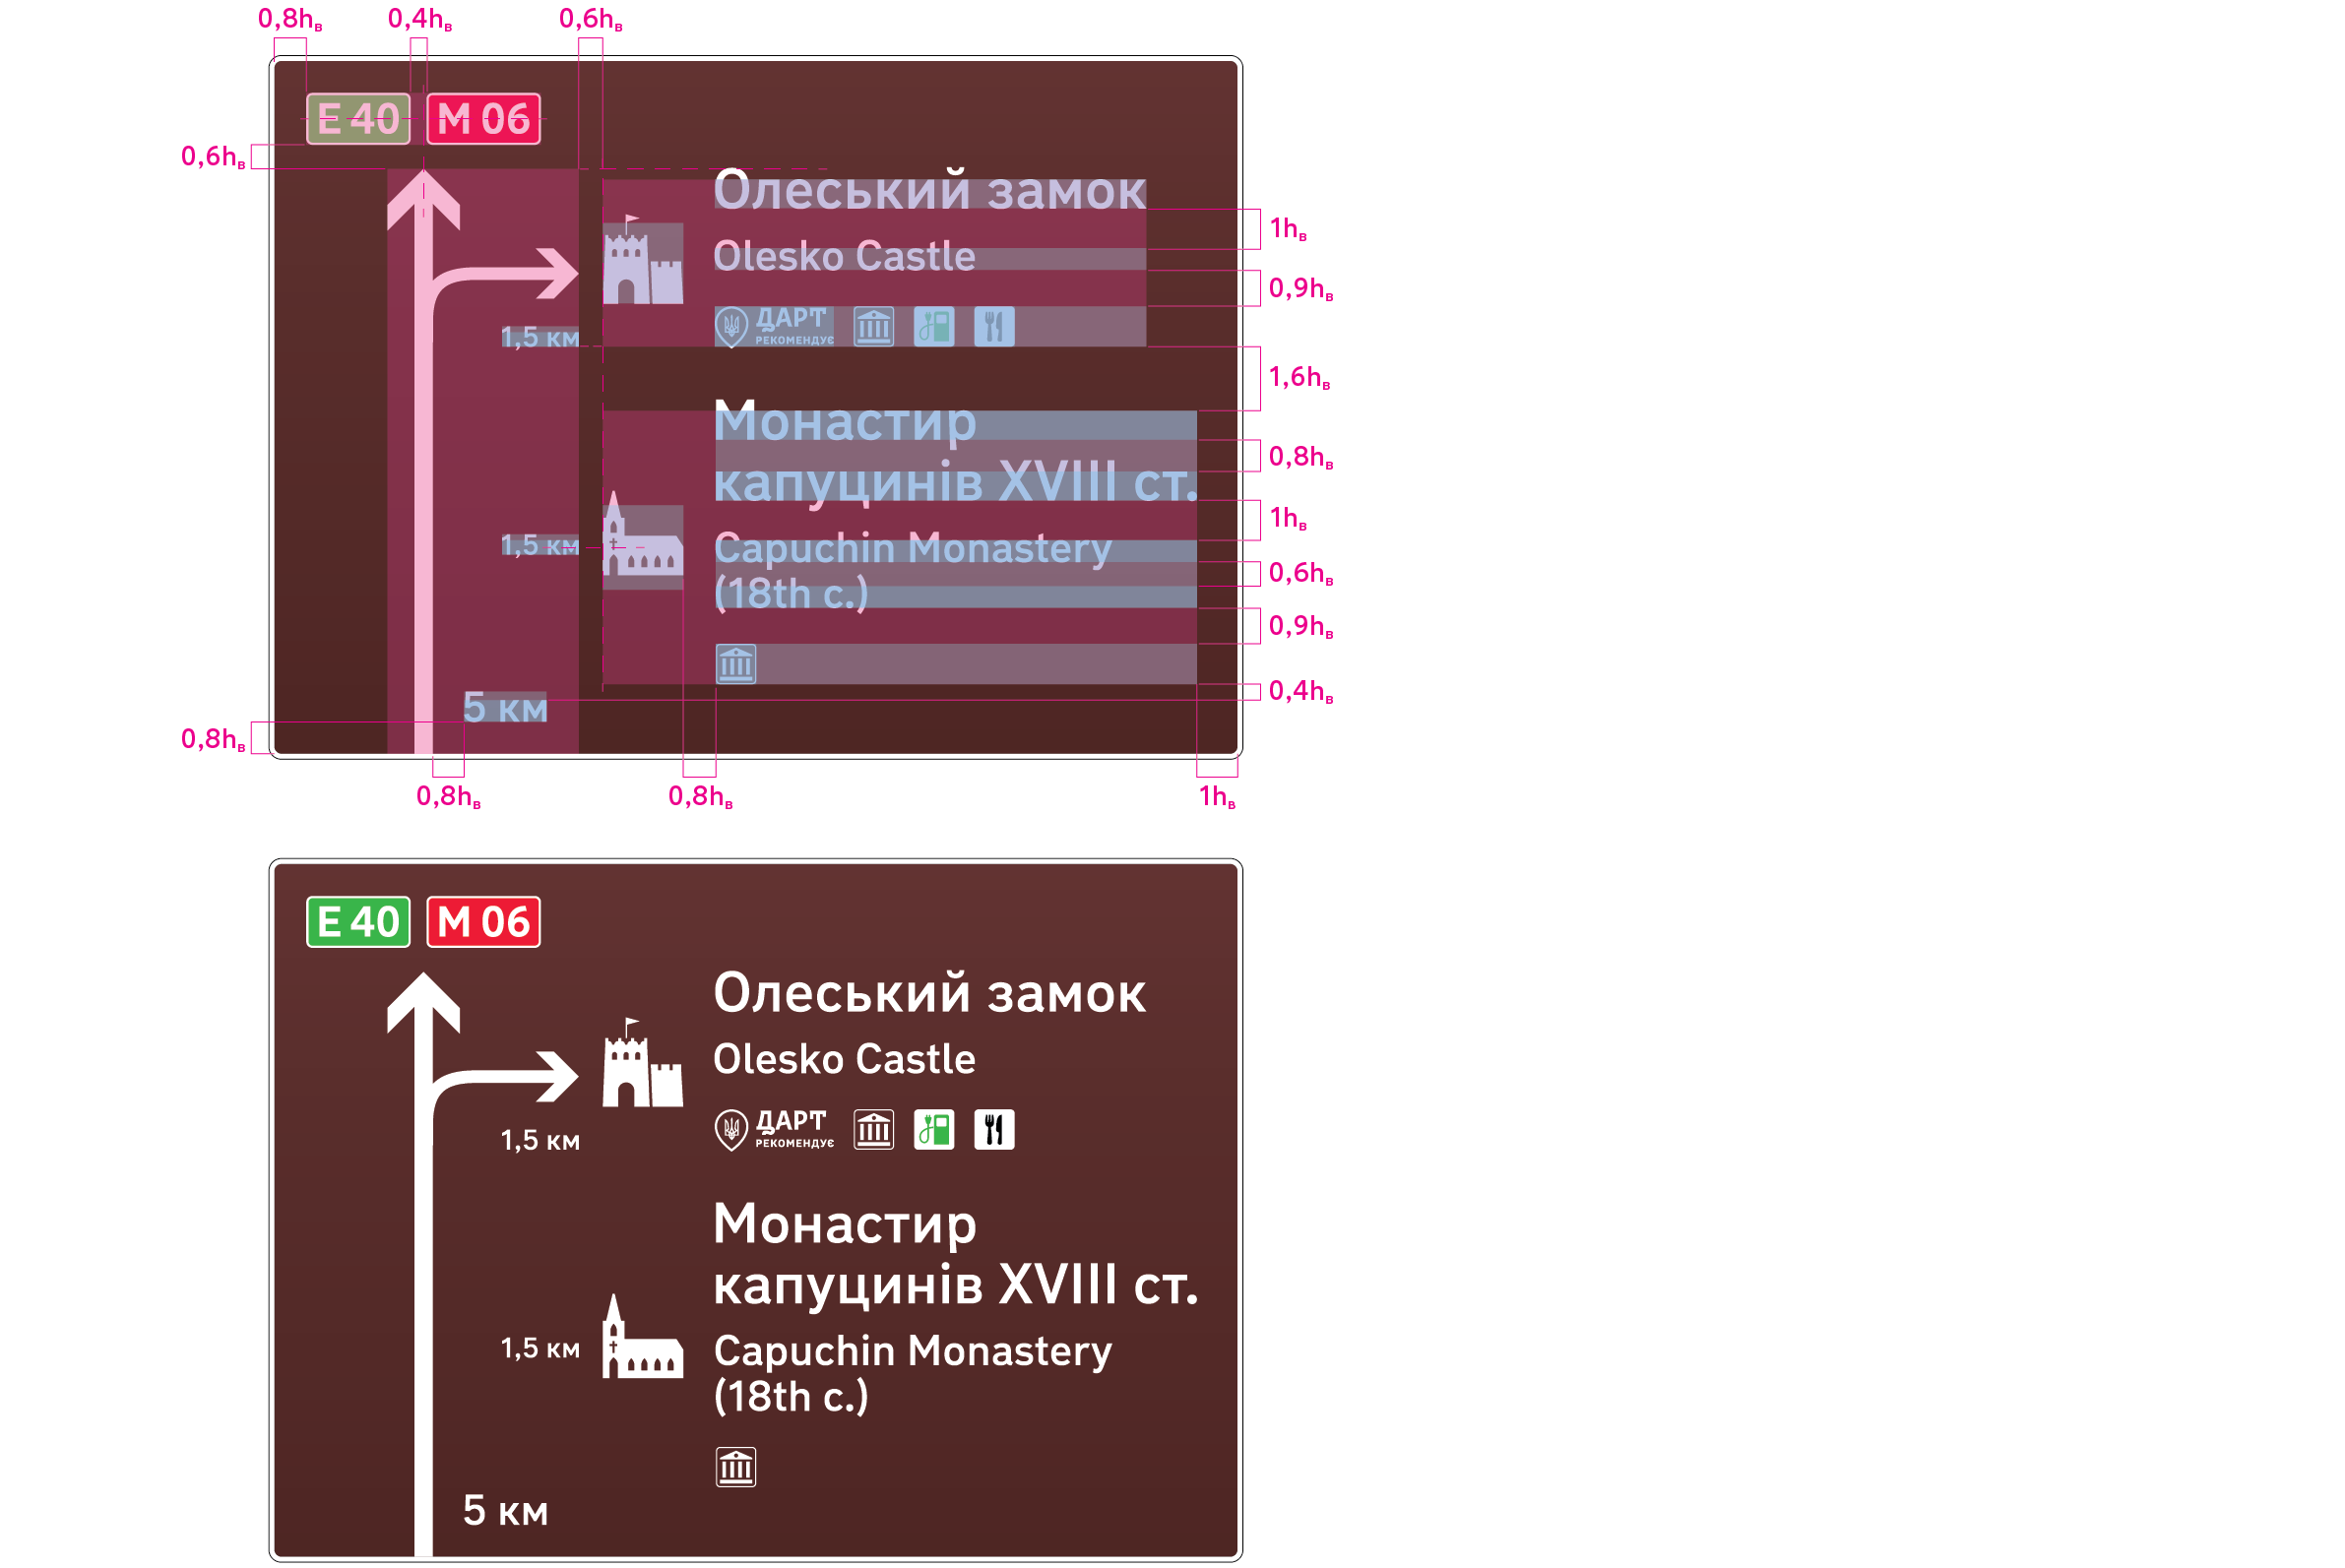 0,8hв 0,4hв 0,6hв
E 40 M 06
0,6hв
Олеський замок
1hв
Olesko Castle
0,9hв
ДАРТ
РЕКОМЕНДУЄ
1,5 км
1,6hв
Монастир
0,8hв
капуцинів XVIII ст.
1hв
1,5 км
Capuchin Monastery
0,6hв
(18th c.)
0,9hв
0,4hв
5 км
0,8hв
0,8hв 0,8hв 1hв
E 40 M 06
Олеський замок
Olesko Castle
ДАРТ
РЕКОМЕНДУЄ
1,5 км
Монастир
капуцинів XVIII ст.
1,5 км
Capuchin Monastery
(18th c.)
5 км